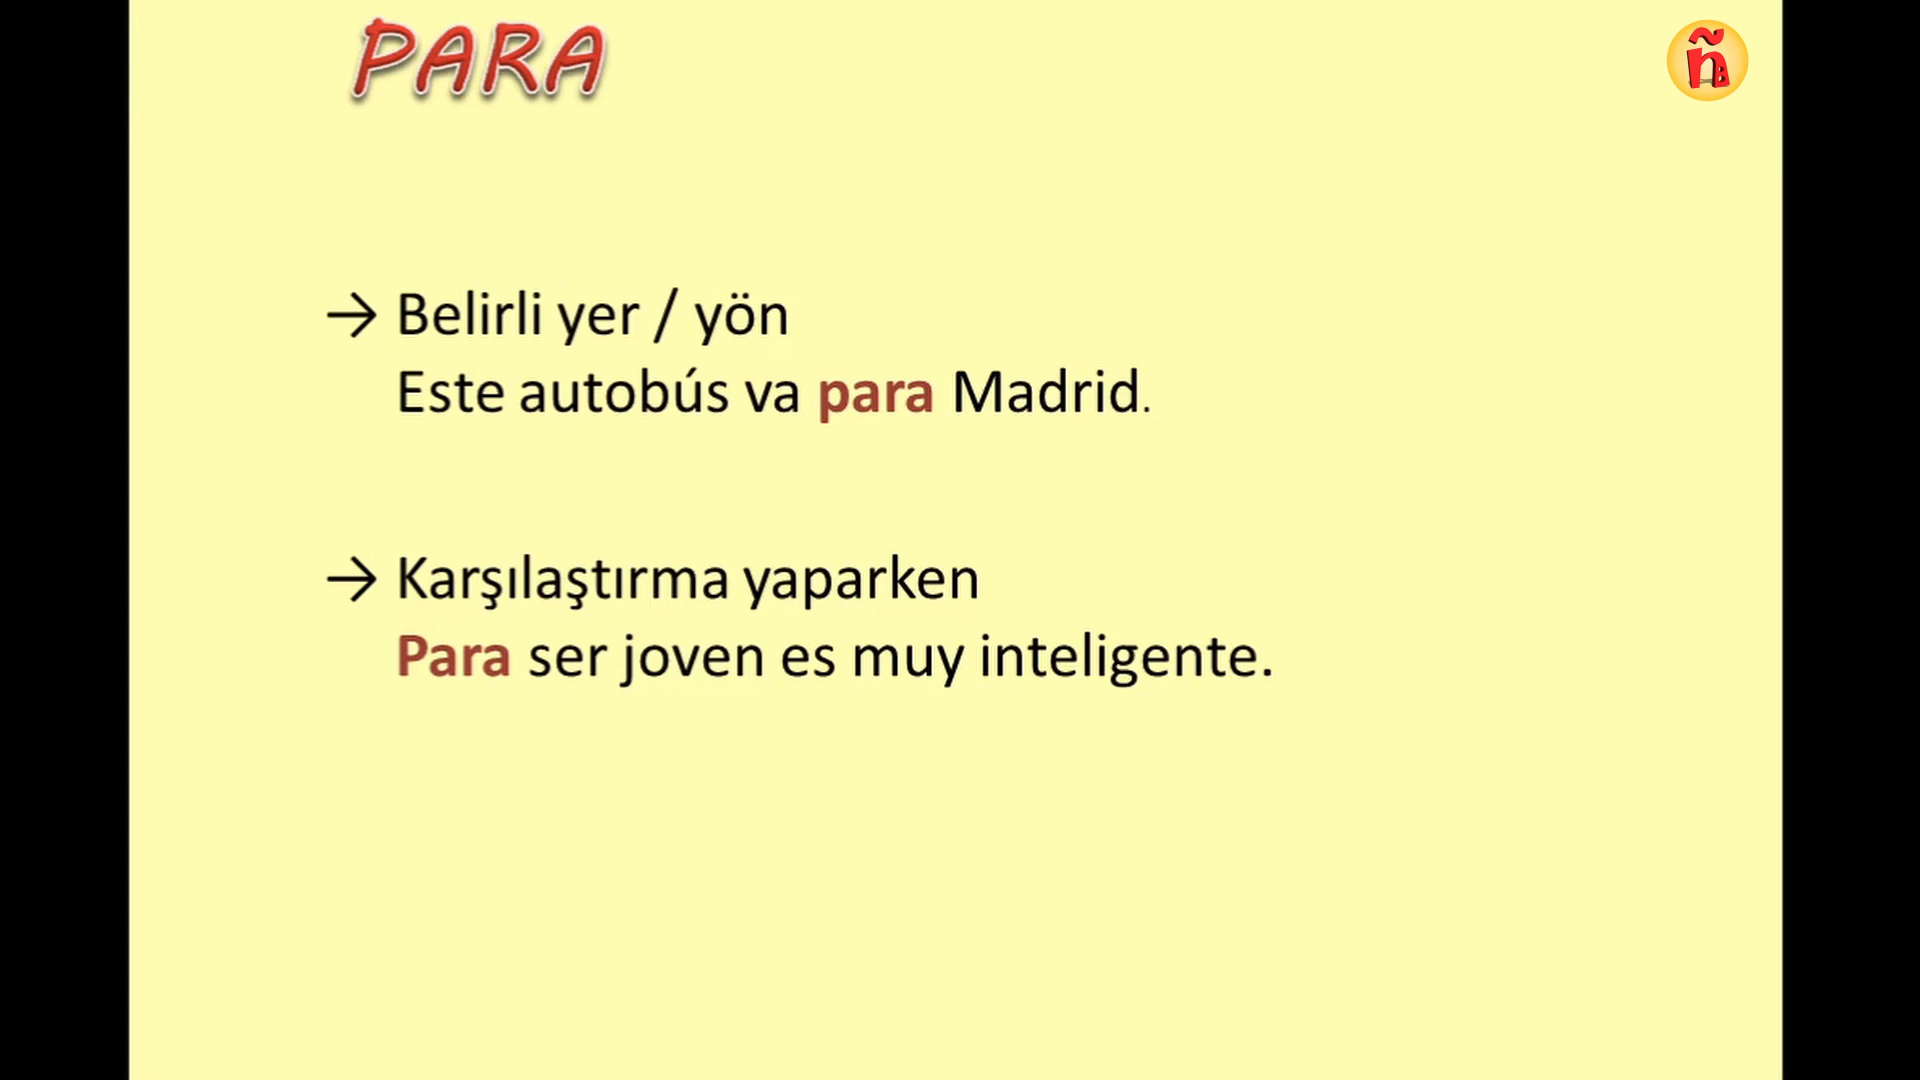 PARA
ñ
→ Belirli yer / yön
Este autobús va para Madrid.
→ Karşılaştırma yaparken
Para ser joven es muy inteligente.